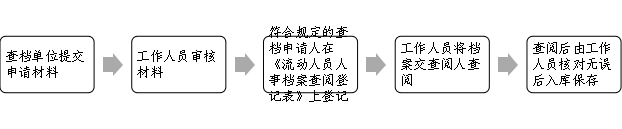 查档单位提交
申请材料
工作人员审核
材料
符合规定的查
档申请人在
《流动人员人
事档案查阅登
记表》上登记
工作人员将档
案交查阅人查
阅
查阅后由工作
人员核对无误
后入库保存